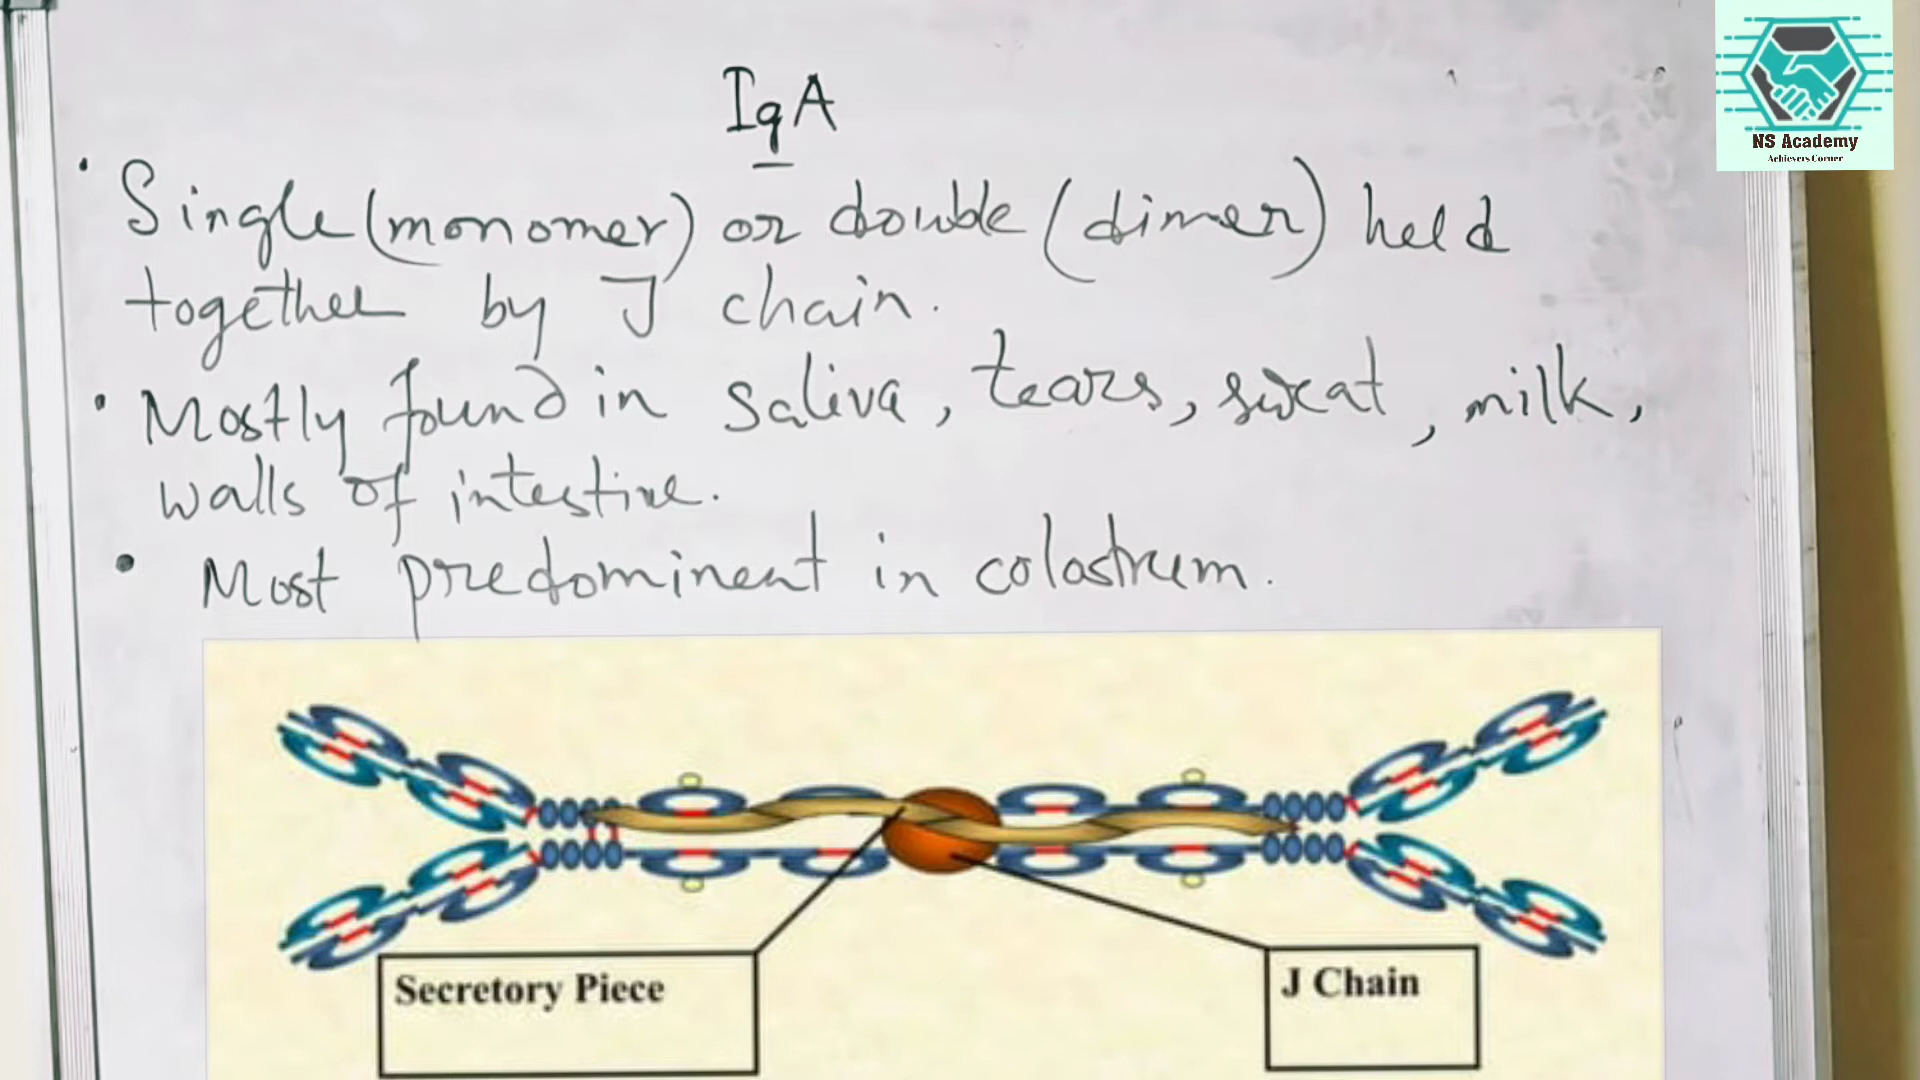 NS Academy
Achievers Corner
IgA
• Single (monomer) or double (dimer) held
together by J chain.
• Mostly found in saliva, tears, sweat, milk,
walls of intestine.
• Most predominent in colostrum.
Secretory Piece
J Chain